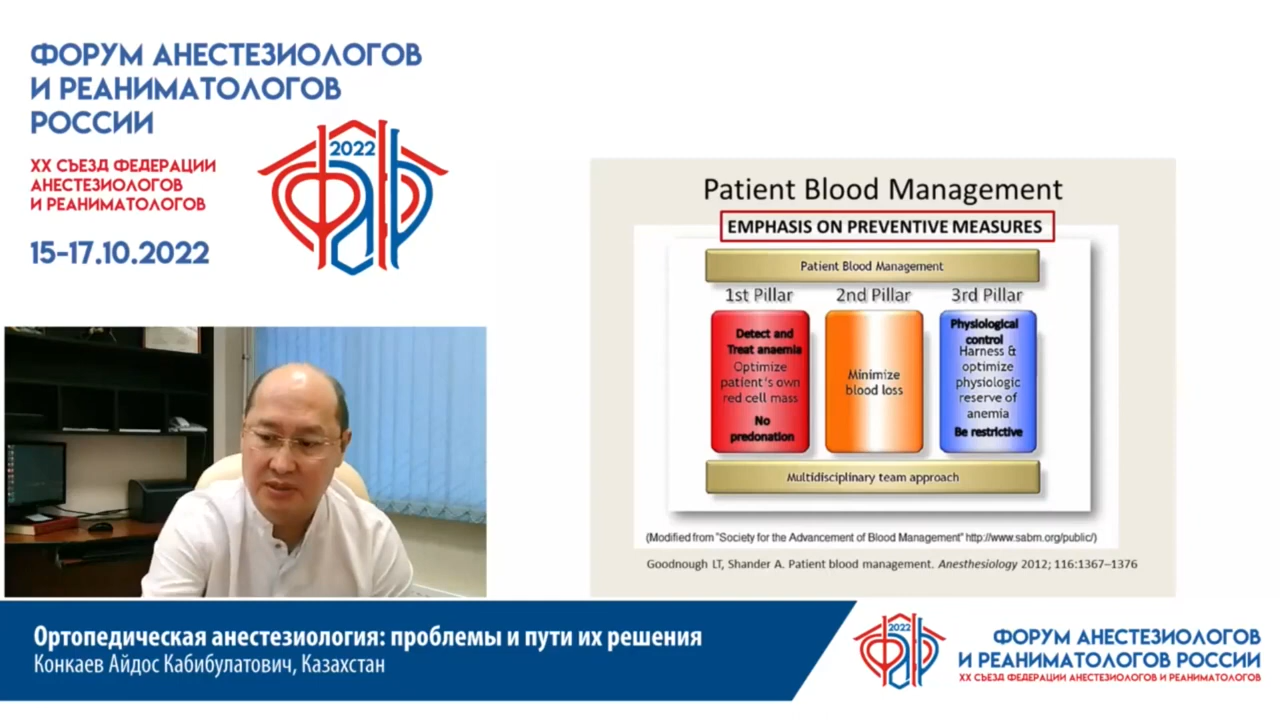 ФОРУМ АНЕСТЕЗИОЛОГОВ
И РЕАНИМАТОЛОГОВ
РОССИИ
XX СЪЕЗД ФЕДЕРАЦИИ
АНЕСТЕЗИОЛОГОВ
И РЕАНИМАТОЛОГОВ
15-17.10.2022
2022
Patient Blood Management
EMPHASIS ON PREVENTIVE MEASURES
Patient Blood Management
1st Pillar
Detect and
Treat anaemia
Optimize
patient's own
red cell mass
No
predonation
2nd Pillar
Minimize
blood loss
3rd Pillar
Physiological
control
Harness &
optimize
physiologic
reserve of
anemia
Be restrictive
Multidisciplinary team approach
(Modified from "Society for the Advancement of Blood Management" http://www.sabm.org/public/)
Goodnough LT, Shander A. Patient blood management. Anesthesiology 2012; 116:1367–1376
Ортопедическая анестезиология: проблемы и пути их решения
Конкаев Айдос Кабибулатович, Казахстан
2022
ФОРУМ АНЕСТЕЗИОЛОГОВ
И РЕАНИМАТОЛОГОВ РОССИИ
XX СЪЕЗД ФЕДЕРАЦИИ АНЕСТЕЗИОЛОГОВ И РЕАНИМАТОЛОГОВ